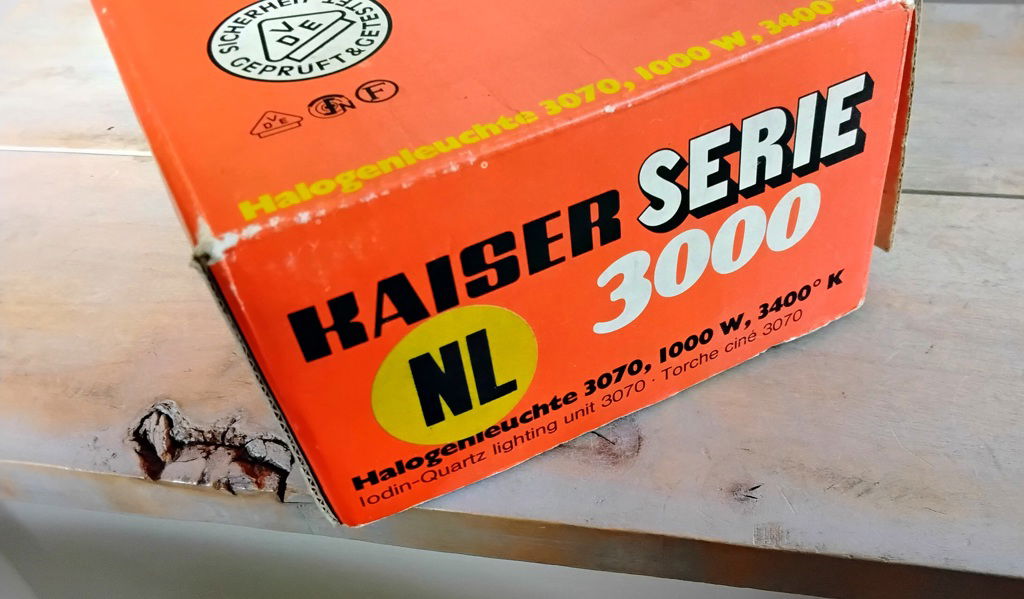 SICHERHEIT
GEPRÜFT & GETESTET
VDE
VDE
F
Halogenleuchte 3070, 1000 W, 3400°
KAISER SERIE
3000
NL
Halogenleuchte 3070, 1000 W, 3400° K
Iodin-Quartz lighting unit 3070 · Torche ciné 3070